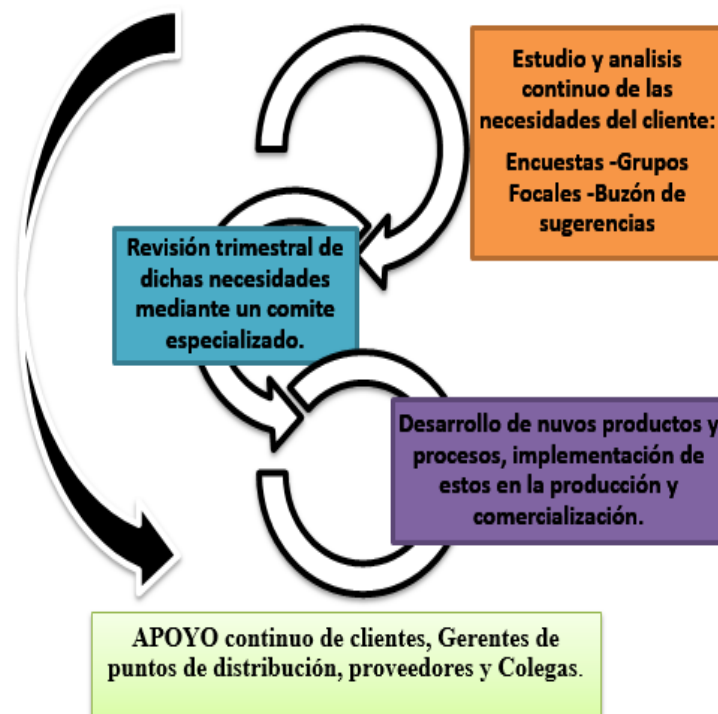 Estudio y analisis
continuo de las
necesidades del cliente:
Encuestas -Grupos
Focales -Buzón de
sugerencias
Revisión trimestral de
dichas necesidades
mediante un comite
especializado.
Desarrollo de nuvos productos y
procesos, implementación de
estos en la producción y
comercialización.
APOYO continuo de clientes, Gerentes de
puntos de distribución, proveedores y Colegas.